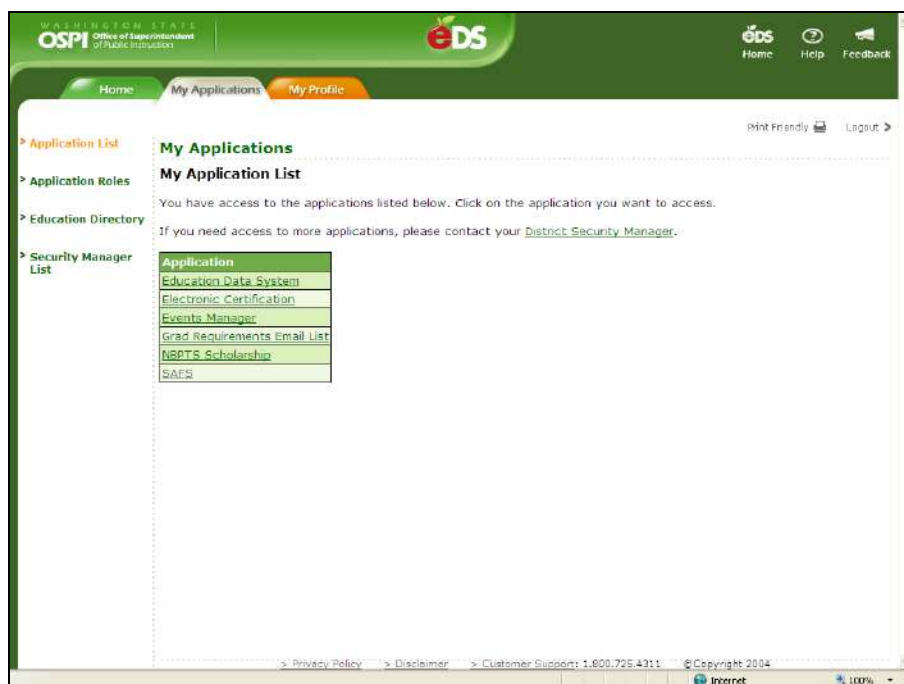 WASHINGTON STATE
OSPI Office of Superintendent
of Public Instruction
eDS
eDS
Home
Help
Feedback
Home
My Applications
My Profile
Print Friendly
Logout >
> Application List
> Application Roles
> Education Directory
> Security Manager
List
My Applications
My Application List
You have access to the applications listed below. Click on the application you want to access.
If you need access to more applications, please contact your District Security Manager.
Application
Education Data System
Electronic Certification
Events Manager
Grad Requirements Email List
NBPTS Scholarship
SAFS
> Privacy Policy > Disclaimer > Customer Support: 1.800.725.4311 ©Copyright 2004
Internet
100%